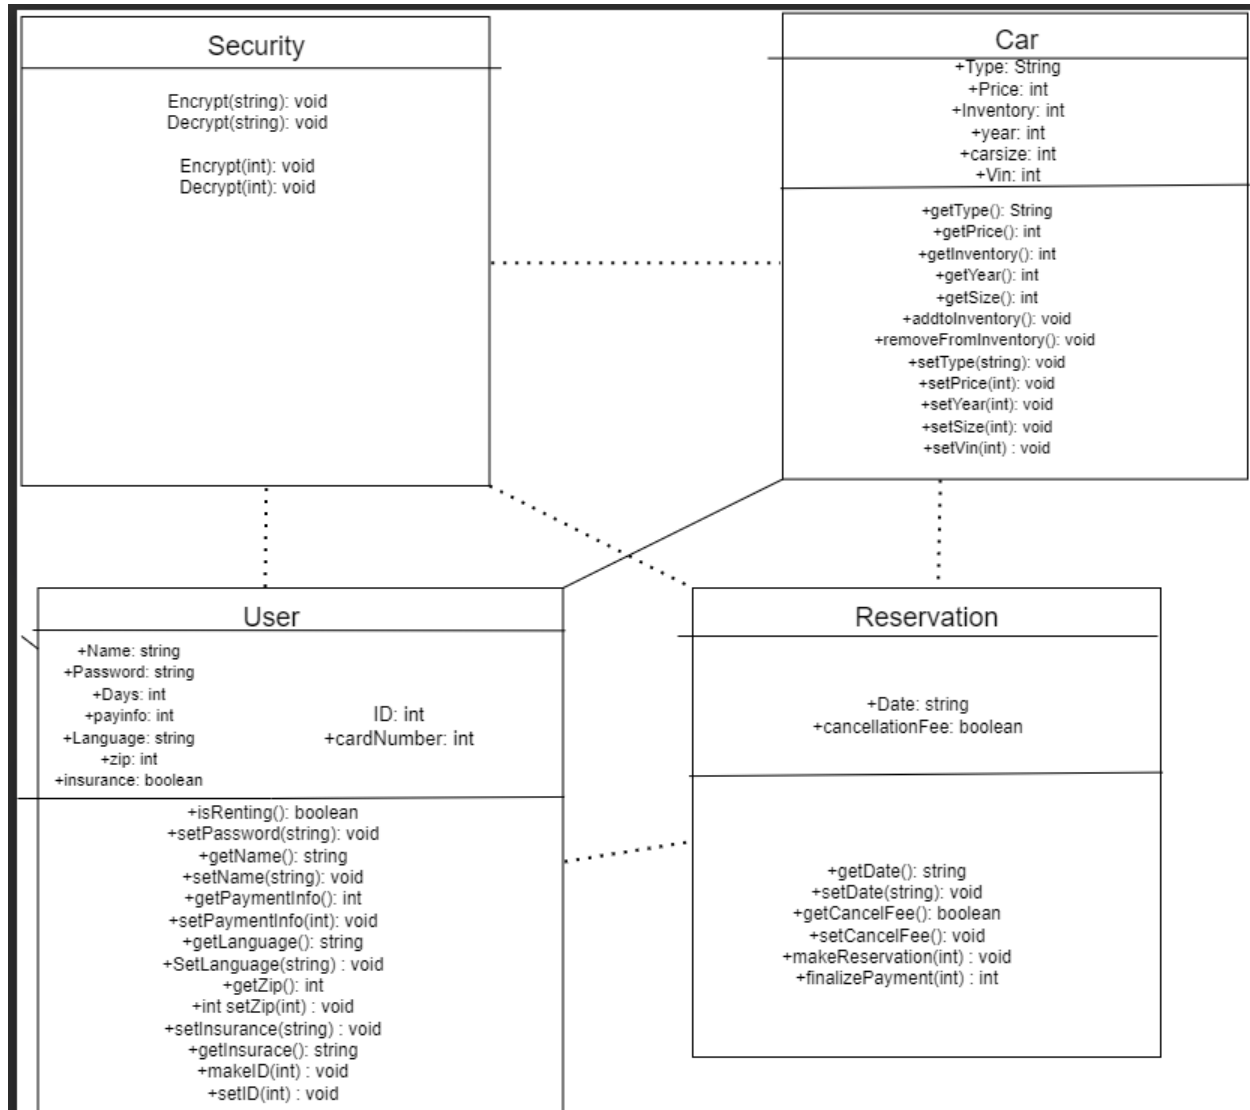 Security
Encrypt(string): void
Decrypt(string): void
Encrypt(int): void
Decrypt(int): void
Car
+Type: String
+Price: int
+Inventory: int
+year: int
+carsize: int
+Vin: int
+getType(): String
+getPrice(): int
+getInventory(): int
+getYear(): int
+getSize(): int
+addtoInventory(): void
+removeFromInventory(): void
+setType(string): void
+setPrice(int): void
+setYear(int): void
+setSize(int): void
+setVin(int) : void
User
+Name: string
+Password: string
+Days: int
+payinfo: int
+Language: string
+zip: int
+insurance: boolean
ID: int
+cardNumber: int
+isRenting(): boolean
+setPassword(string): void
+getName(): string
+setName(string): void
+getPaymentInfo(): int
+setPaymentInfo(int): void
+getLanguage(): string
+SetLanguage(string) : void
+getZip(): int
+int setZip(int) : void
+setInsurance(string) : void
+getInsurace(): string
+makeID(int) : void
+setID(int) : void
Reservation
+Date: string
+cancellationFee: boolean
+getDate(): string
+setDate(string): void
+getCancelFee(): boolean
+setCancelFee(): void
+makeReservation(int) : void
+finalizePayment(int) : int